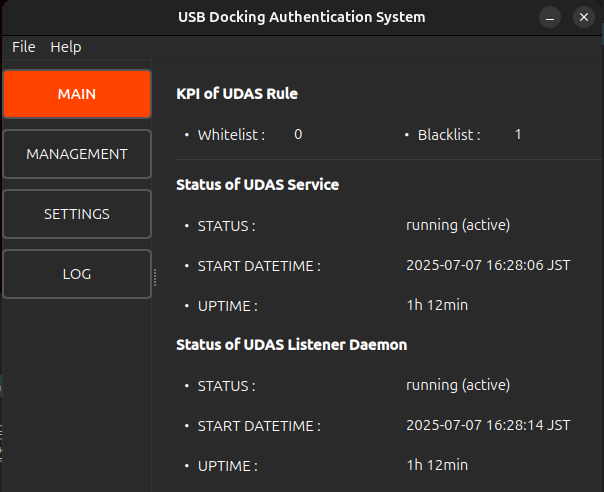 USB Docking Authentication System
File Help
MAIN
MANAGEMENT
SETTINGS
LOG
KPI of UDAS Rule
• Whitelist : 0 • Blacklist : 1
Status of UDAS Service
• STATUS : running (active)
• START DATETIME : 2025-07-07 16:28:06 JST
• UPTIME : 1h 12min
Status of UDAS Listener Daemon
• STATUS : running (active)
• START DATETIME : 2025-07-07 16:28:14 JST
• UPTIME : 1h 12min